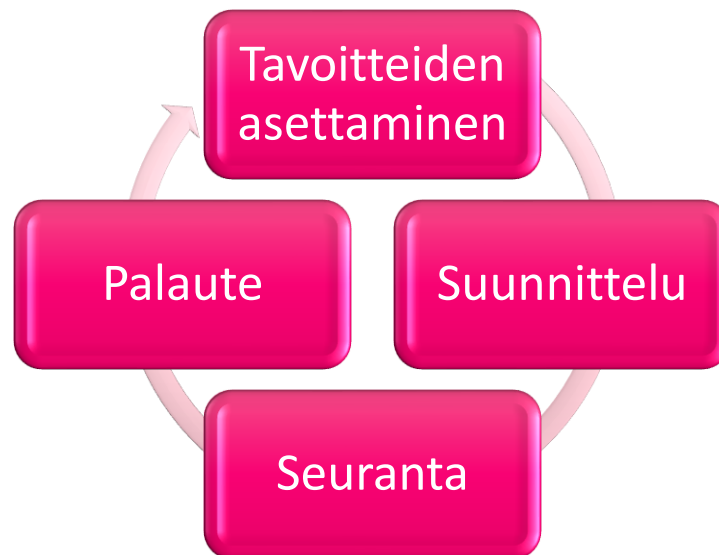 Tavoitteiden
asettaminen
Suunnittelu
Seuranta
Palaute